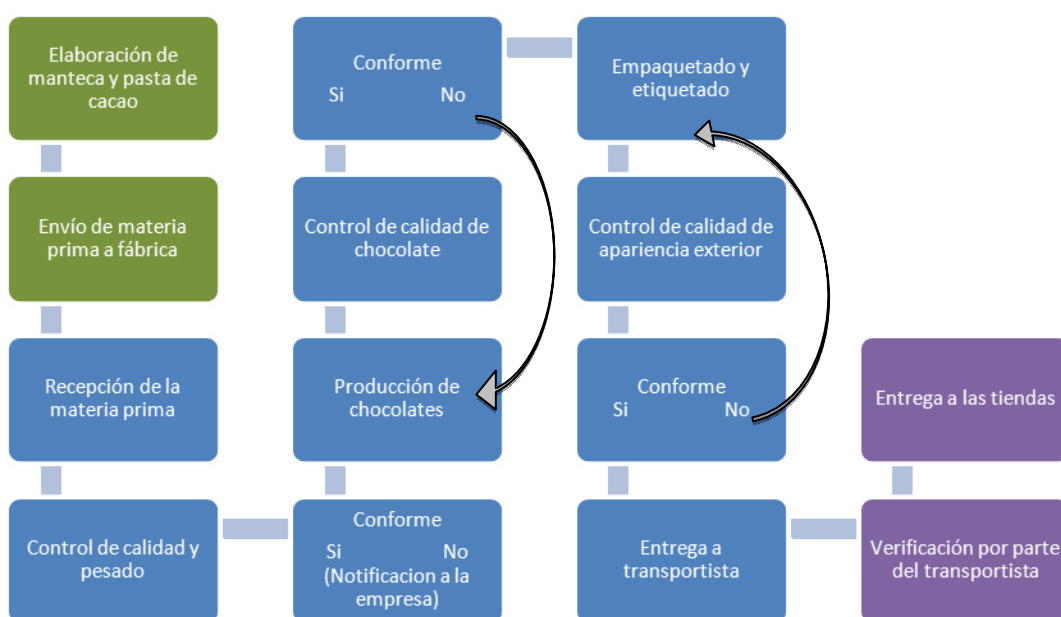 Elaboración de
manteca y pasta de
cacao
Envío de materia
prima a fábrica
Recepción de la
materia prima
Control de calidad y
pesado
Conforme
Si No
(Notificacion a la
empresa)
Producción de
chocolates
Control de calidad de
chocolate
Conforme
Si No
Empaquetado y
etiquetado
Control de calidad de
apariencia exterior
Conforme
Si No
Entrega a
transportista
Verificación por parte
del transportista
Entrega a las tiendas